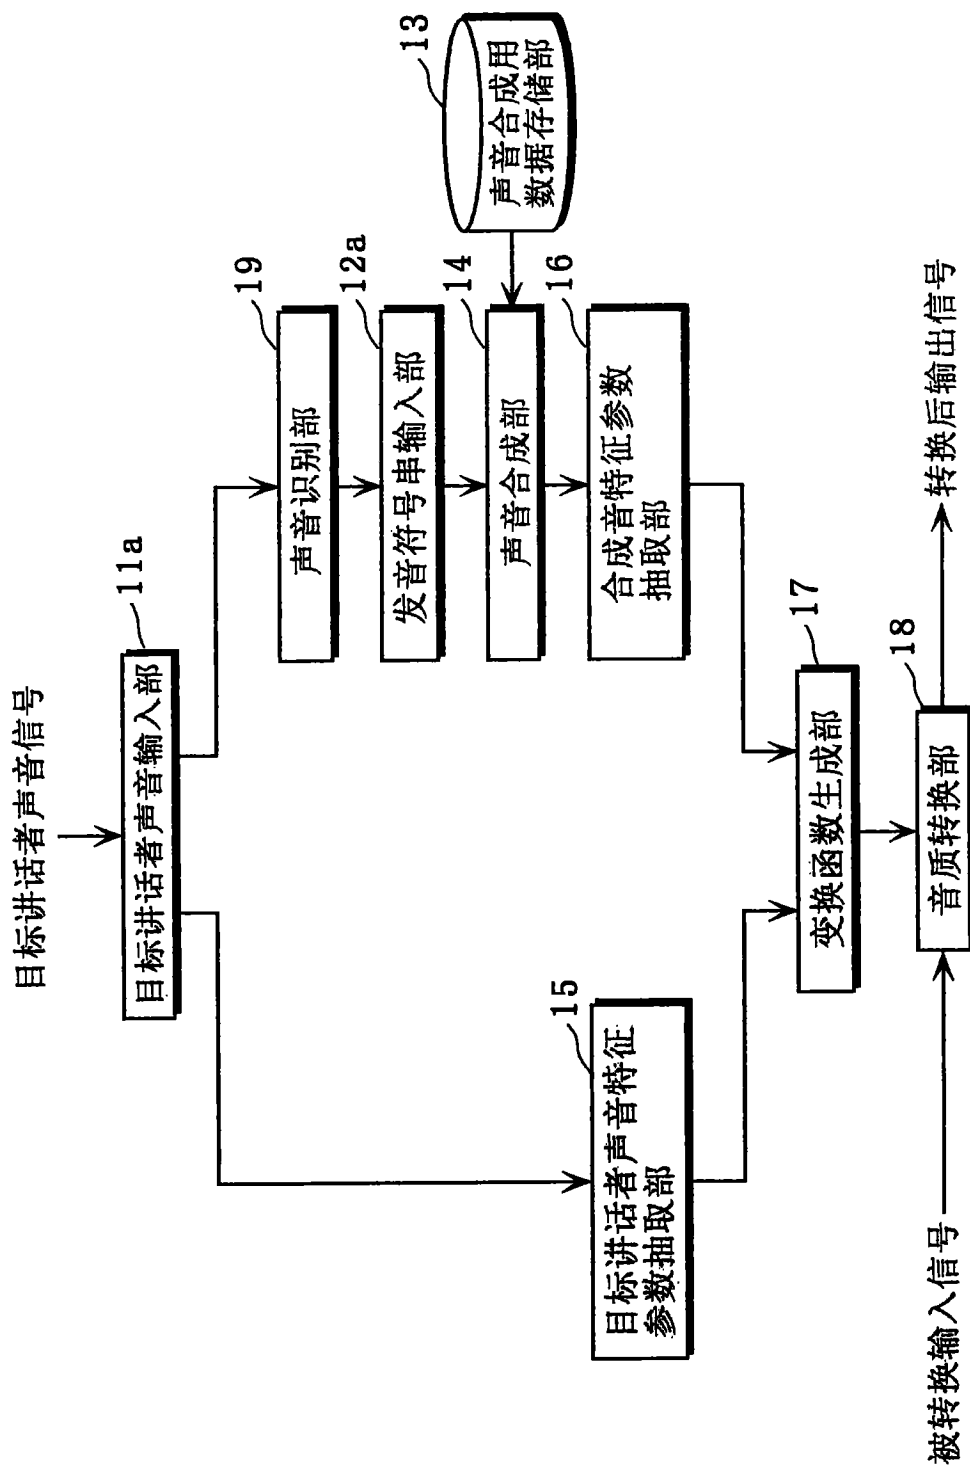 目标讲话者声音信号
11a
目标讲话者声音输入部
19
声音识别部
12a
发音符号串输入部
13
声音合成用
数据存储部
14
声音合成部
16
合成音特征参数
抽取部
15
目标讲话者声音特征
参数抽取部
17
变换函数生成部
18
音质转换部
被转换输入信号
转换后输出信号